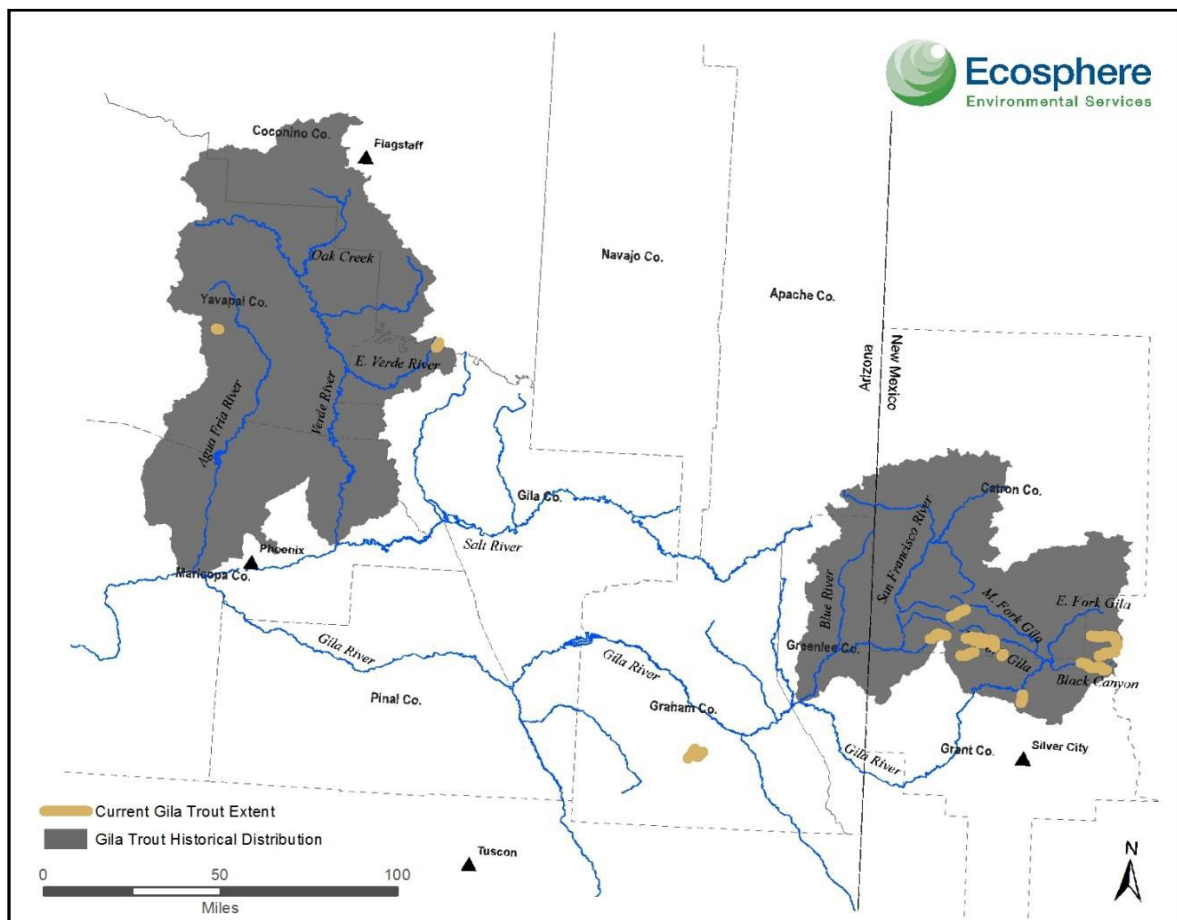 Ecosphere
Environmental Services
Coconino Co.
Flagstaff
Oak Creek
Navajo Co.
Apache Co.
Yavapai Co.
Arizona
New Mexico
E. Verde River
Agua Fria River
Verde River
Gila Co.
Catron Co.
San Francisco River
Salt River
Phoenix
Maricopa Co.
Blue River
M. Fork Gila
E. Fork Gila
Gila
Greenlee Co.
Black Canyon
Gila River
Gila River
Pinal Co.
Graham Co.
Gila River
Grant Co.
Silver City
Current Gila Trout Extent
Gila Trout Historical Distribution
Tuscon
N
0 50 100
Miles